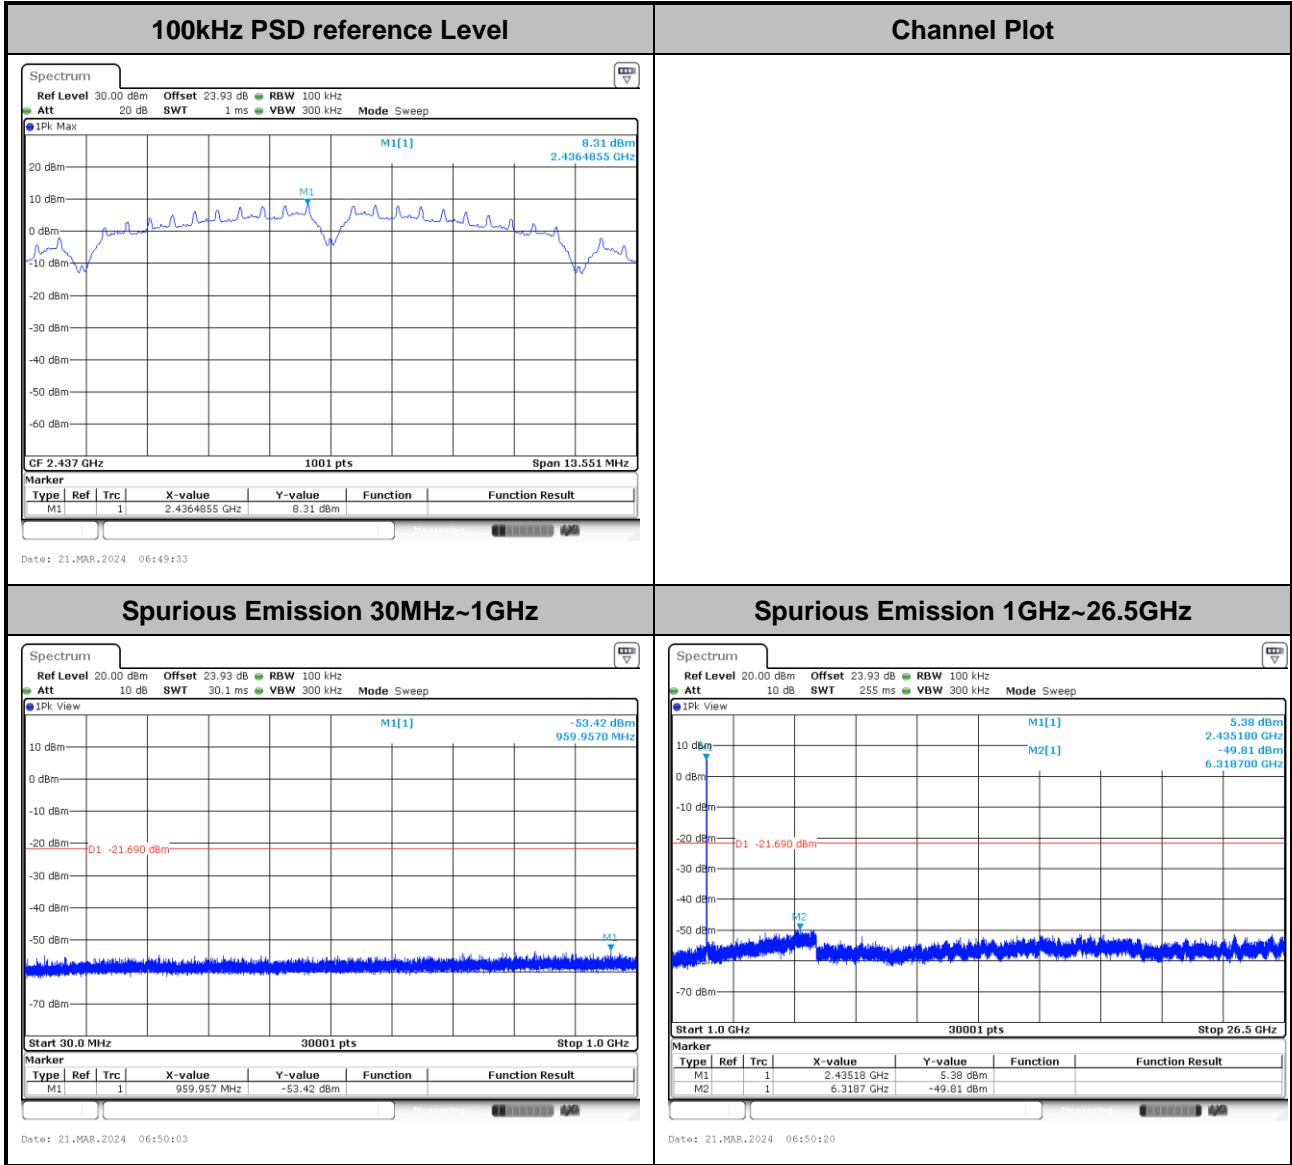 100kHz PSD reference Level
Channel Plot
Spectrum
Ref Level 30.00 dBm Offset 23.93 dB RBW 100 kHz
Att 20 dB SWT 1 ms VBW 300 kHz Mode Sweep
1Pk Max
M1[1] 8.31 dBm
2.4364855 GHz
20 dBm
M1
10 dBm
0 dBm
-10 dBm
-20 dBm
-30 dBm
-40 dBm
-50 dBm
-60 dBm
CF 2.437 GHz 1001 pts Span 13.551 MHz
Marker
Type Ref Trc X-value Y-value Function Function Result
M1 1 2.4364855 GHz 8.31 dBm
Measuring
Date: 21.MAR.2024 06:49:33
Spurious Emission 30MHz~1GHz
Spurious Emission 1GHz~26.5GHz
Spectrum
Ref Level 20.00 dBm Offset 23.93 dB RBW 100 kHz
Att 10 dB SWT 30.1 ms VBW 300 kHz Mode Sweep
1Pk View
M1[1] -53.42 dBm
959.9570 MHz
10 dBm
0 dBm
-10 dBm
-20 dBm
D1 -21.690 dBm
-30 dBm
-40 dBm
-50 dBm
M1
-70 dBm
Start 30.0 MHz 30001 pts Stop 1.0 GHz
Marker
Type Ref Trc X-value Y-value Function Function Result
M1 1 959.957 MHz -53.42 dBm
Measuring
Date: 21.MAR.2024 06:50:03
Spectrum
Ref Level 20.00 dBm Offset 23.93 dB RBW 100 kHz
Att 10 dB SWT 255 ms VBW 300 kHz Mode Sweep
1Pk View
M1[1] 5.38 dBm
2.435180 GHz
M2[1] -49.81 dBm
6.318700 GHz
10 dBm
M1
0 dBm
-10 dBm
-20 dBm
D1 -21.690 dBm
-30 dBm
-40 dBm
M2
-50 dBm
-70 dBm
Start 1.0 GHz 30001 pts Stop 26.5 GHz
Marker
Type Ref Trc X-value Y-value Function Function Result
M1 1 2.43518 GHz 5.38 dBm
M2 1 6.3187 GHz -49.81 dBm
Measuring
Date: 21.MAR.2024 06:50:20